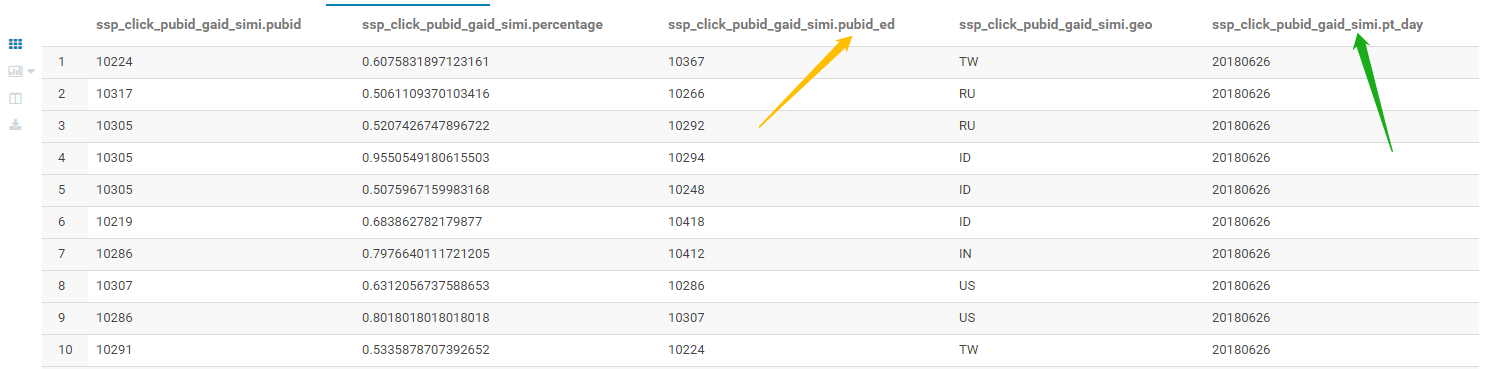 ssp_click_pubid_gaid_simi.pubid ssp_click_pubid_gaid_simi.percentage ssp_click_pubid_gaid_simi.pubid_ed ssp_click_pubid_gaid_simi.geo ssp_click_pubid_gaid_simi.pt_day
1 10224 0.6075831897123161 10367 TW 20180626
2 10317 0.5061109370103416 10266 RU 20180626
3 10305 0.5207426747896722 10292 RU 20180626
4 10305 0.9550549180615503 10294 ID 20180626
5 10305 0.5075967159983168 10248 ID 20180626
6 10219 0.683862782179877 10418 ID 20180626
7 10286 0.7976640111721205 10412 IN 20180626
8 10307 0.6312056737588653 10286 US 20180626
9 10286 0.8018018018018018 10307 US 20180626
10 10291 0.5335878707392652 10224 TW 20180626